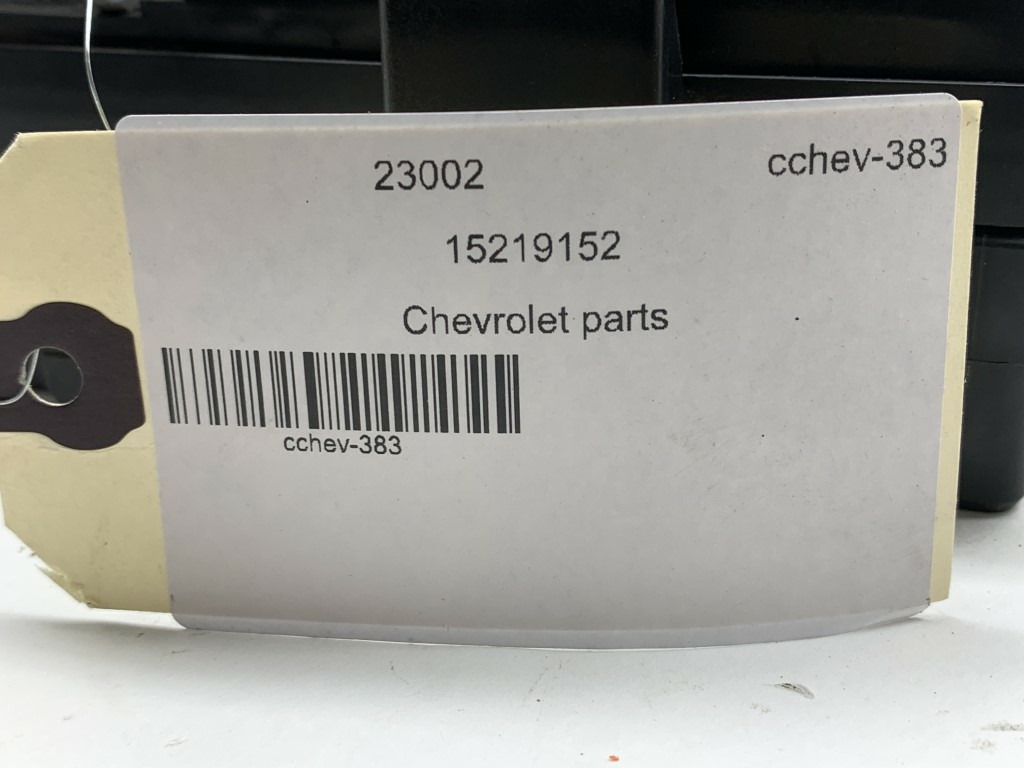 23002
cchev-383
15219152
Chevrolet parts
cchev-383